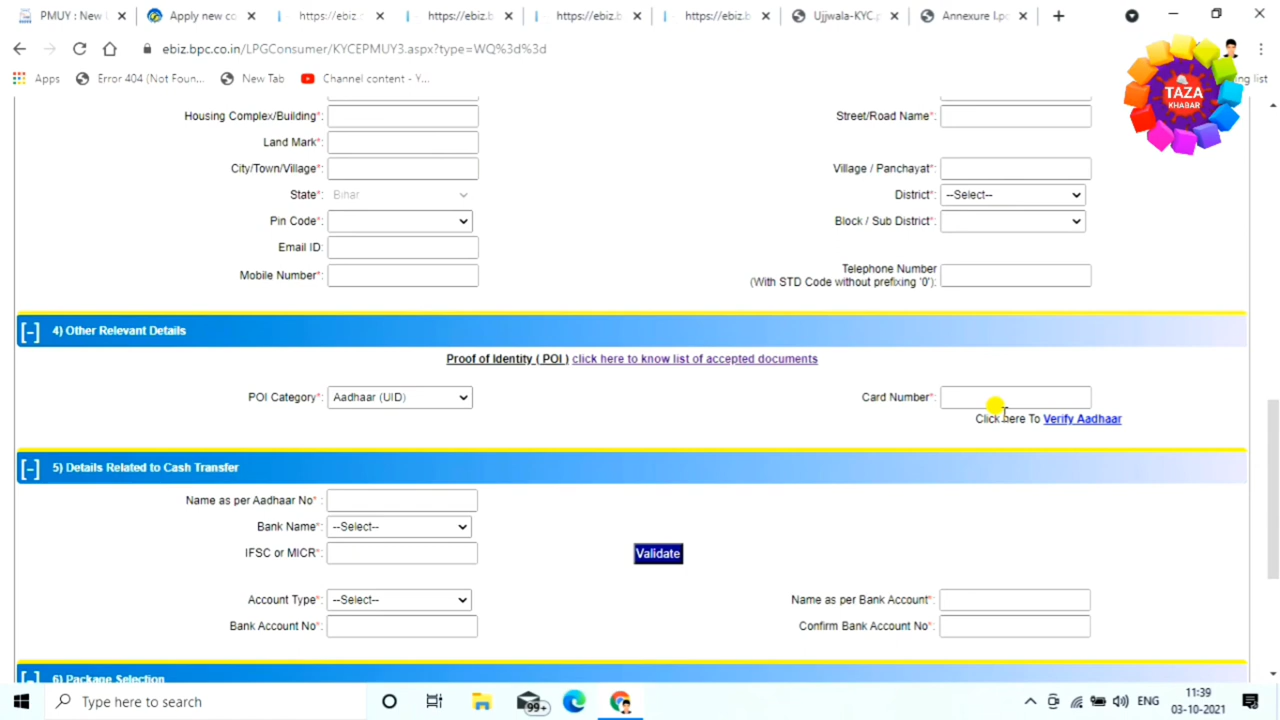 PMUY : New U
Apply new co
https://ebiz.
https://ebiz.b
https://ebiz.b
https://ebiz.b
Ujjwala-KYC.p
Annexure I.p
ebiz.bpc.co.in/LPGConsumer/KYCEPMUY3.aspx?type=WQ%3d%3d
Apps Error 404 (Not Foun... New Tab Channel content - Y... ing list
TAZA
KHABAR
Housing Complex/Building*: Street/Road Name*:
Land Mark*:
City/Town/Village*: Village / Panchayat*:
State*: Bihar District*: --Select--
Pin Code*: Block / Sub District*:
Email ID:
Mobile Number*: Telephone Number
(With STD Code without prefixing '0'):
[-] 4) Other Relevant Details
Proof of Identity ( POI ) click here to know list of accepted documents
POI Category*: Aadhaar (UID) Card Number*:
Click here To Verify Aadhaar
[-] 5) Details Related to Cash Transfer
Name as per Aadhaar No* :
Bank Name*: --Select--
IFSC or MICR*: Validate
Account Type*: --Select-- Name as per Bank Account*:
Bank Account No*: Confirm Bank Account No*:
[-] 6) Package Selection
Type here to search 99+ ENG 11:39
03-10-2021